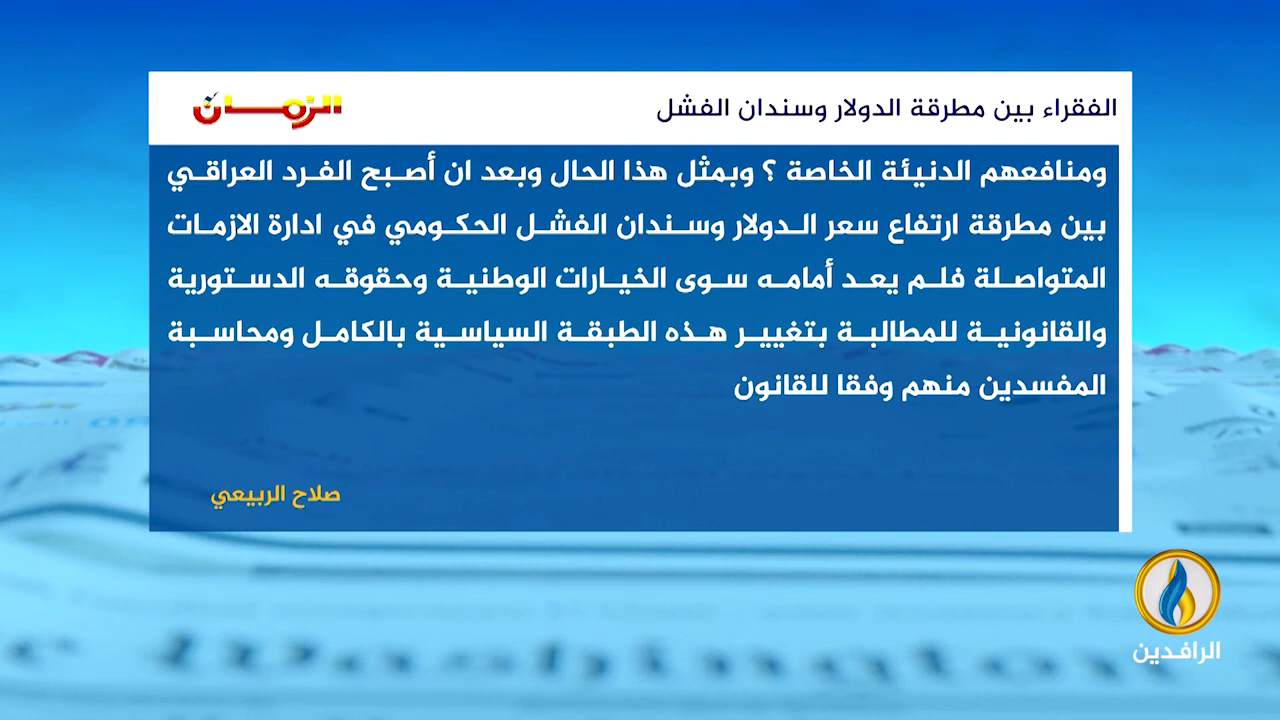 الفقراء بين مطرقة الدولار وسندان الفشل
الزمان
ومنافعهم الدنيئة الخاصة ؟ وبمثل هذا الحال وبعد ان أصبح الفرد العراقي
بين مطرقة ارتفاع سعر الدولار وسندان الفشل الحكومي في ادارة الازمات
المتواصلة فلم يعد أمامه سوى الخيارات الوطنية وحقوقه الدستورية
والقانونية للمطالبة بتغيير هذه الطبقة السياسية بالكامل ومحاسبة
المفسدين منهم وفقا للقانون
صلاح الربيعي
الرافدين
Washington